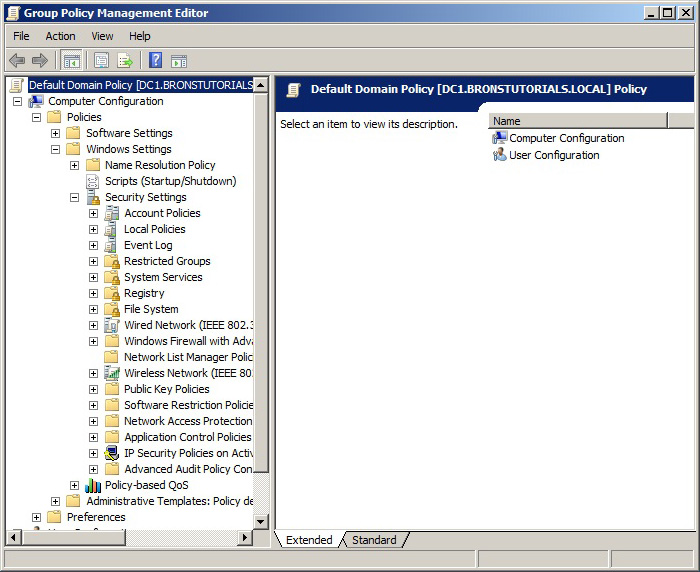 Group Policy Management Editor
File Action View Help
Default Domain Policy [DC1.BRONSTUTORIALS
Computer Configuration
Policies
Software Settings
Windows Settings
Name Resolution Policy
Scripts (Startup/Shutdown)
Security Settings
Account Policies
Local Policies
Event Log
Restricted Groups
System Services
Registry
File System
Wired Network (IEEE 802.3
Windows Firewall with Adva
Network List Manager Polic
Wireless Network (IEEE 80
Public Key Policies
Software Restriction Policie
Network Access Protection
Application Control Policies
IP Security Policies on Activ
Advanced Audit Policy Con
Policy-based QoS
Administrative Templates: Policy de
Preferences
Default Domain Policy [DC1.BRONSTUTORIALS.LOCAL] Policy
Select an item to view its description.
Name
Computer Configuration
User Configuration
Extended Standard